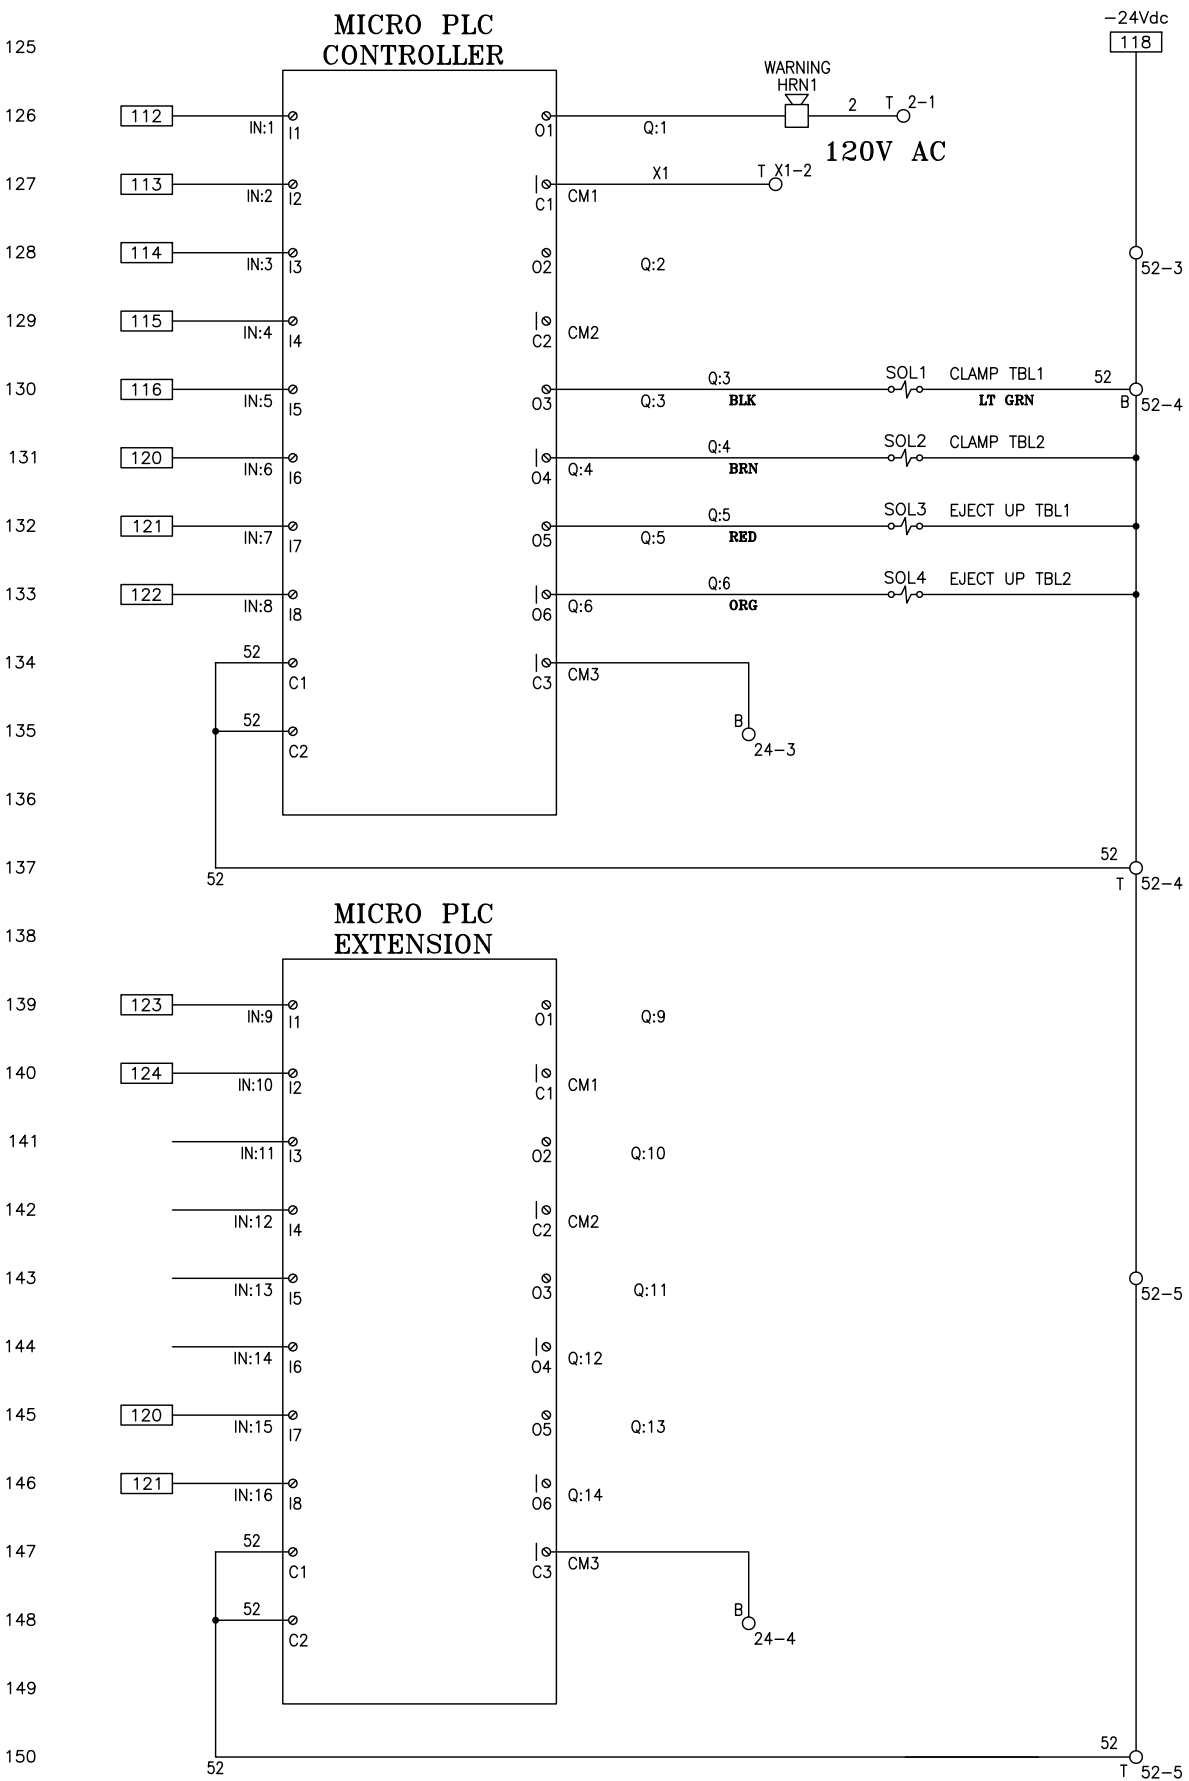 MICRO PLC
CONTROLLER
-24Vdc
118
125
WARNING
HRN1
126
112
IN:1
I1
O1
Q:1
2
T
2-1
120V AC
127
113
IN:2
I2
C1
CM1
X1
T
X1-2
128
114
IN:3
I3
O2
Q:2
52-3
129
115
IN:4
I4
C2
CM2
130
116
IN:5
I5
O3
Q:3
Q:3
BLK
SOL1
CLAMP TBL1
LT GRN
52
B
52-4
131
120
IN:6
I6
O4
Q:4
Q:4
BRN
SOL2
CLAMP TBL2
132
121
IN:7
I7
O5
Q:5
Q:5
RED
SOL3
EJECT UP TBL1
133
122
IN:8
I8
O6
Q:6
Q:6
ORG
SOL4
EJECT UP TBL2
134
52
C1
C3
CM3
135
52
C2
B
24-3
136
137
52
52
T
52-4
MICRO PLC
EXTENSION
138
139
123
IN:9
I1
O1
Q:9
140
124
IN:10
I2
C1
CM1
141
IN:11
I3
O2
Q:10
142
IN:12
I4
C2
CM2
143
IN:13
I5
O3
Q:11
52-5
144
IN:14
I6
O4
Q:12
145
120
IN:15
I7
O5
Q:13
146
121
IN:16
I8
O6
Q:14
147
52
C1
C3
CM3
148
52
C2
B
24-4
149
150
52
52
T
52-5